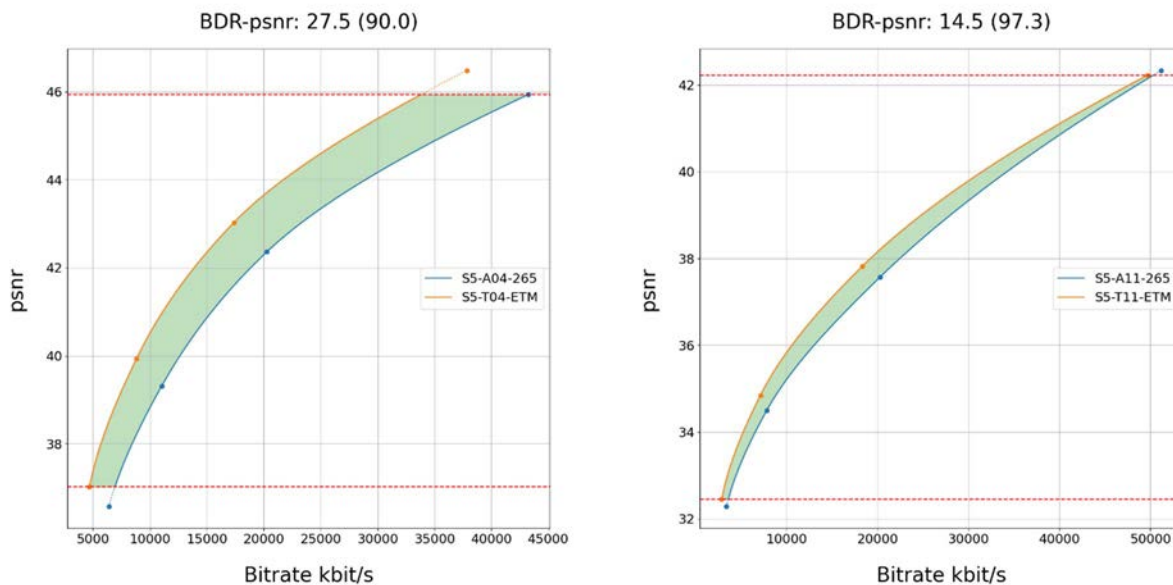 BDR-psnr: 27.5 (90.0)
46
44
42
40
38
psnr
S5-A04-265
S5-T04-ETM
5000 10000 15000 20000 25000 30000 35000 40000 45000
Bitrate kbit/s
BDR-psnr: 14.5 (97.3)
42
40
38
36
34
32
psnr
S5-A11-265
S5-T11-ETM
10000 20000 30000 40000 50000
Bitrate kbit/s